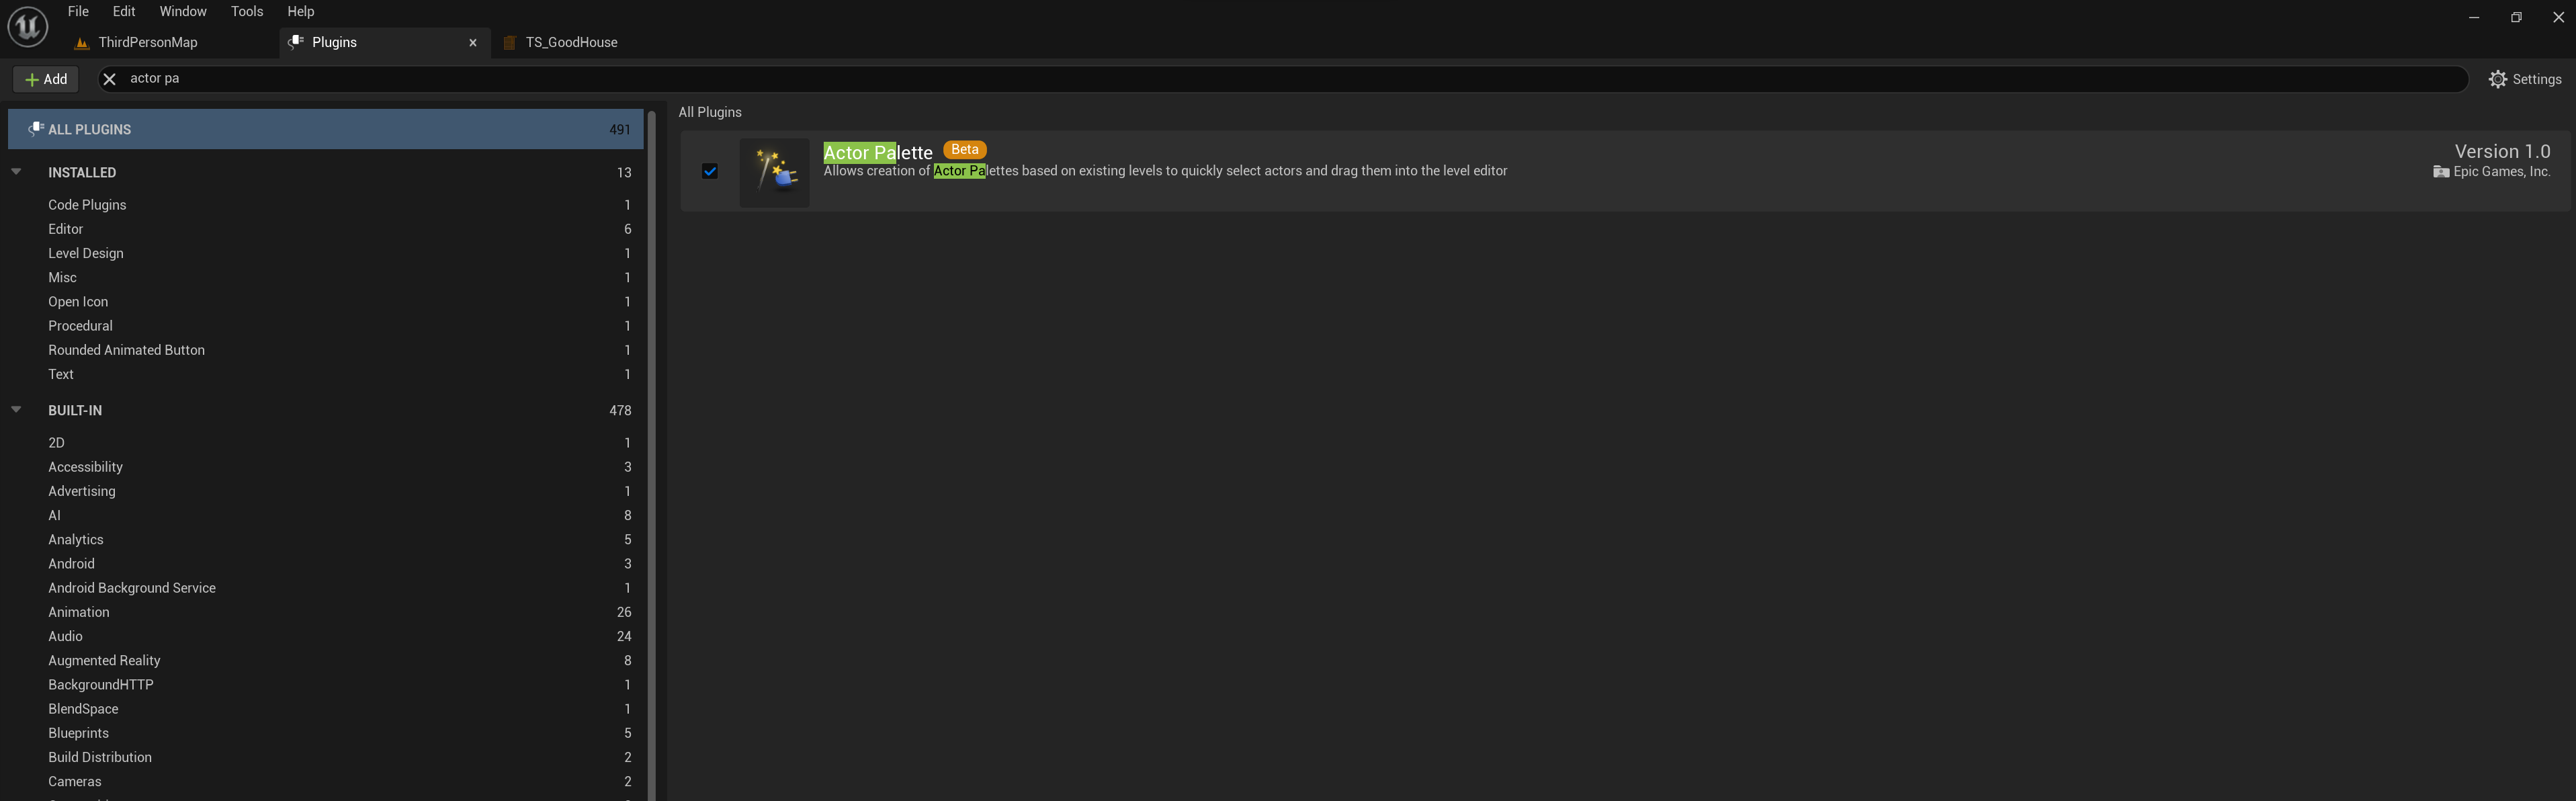 File Edit Window Tools Help
ThirdPersonMap Plugins TS_GoodHouse
Add actor pa Settings
ALL PLUGINS 491
INSTALLED 13
Code Plugins 1
Editor 6
Level Design 1
Misc 1
Open Icon 1
Procedural 1
Rounded Animated Button 1
Text 1
BUILT-IN 478
2D 1
Accessibility 3
Advertising 1
AI 8
Analytics 5
Android 3
Android Background Service 1
Animation 26
Audio 24
Augmented Reality 8
BackgroundHTTP 1
BlendSpace 1
Blueprints 5
Build Distribution 2
Cameras 2
All Plugins
Actor Palette Beta
Allows creation of Actor Palettes based on existing levels to quickly select actors and drag them into the level editor
Version 1.0
Epic Games, Inc.